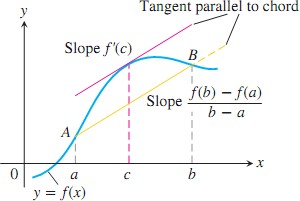 y
Tangent parallel to chord
Slope f'(c)
B
Slope f(b) − f(a)
b − a
A
0
a
c
b
x
y = f(x)